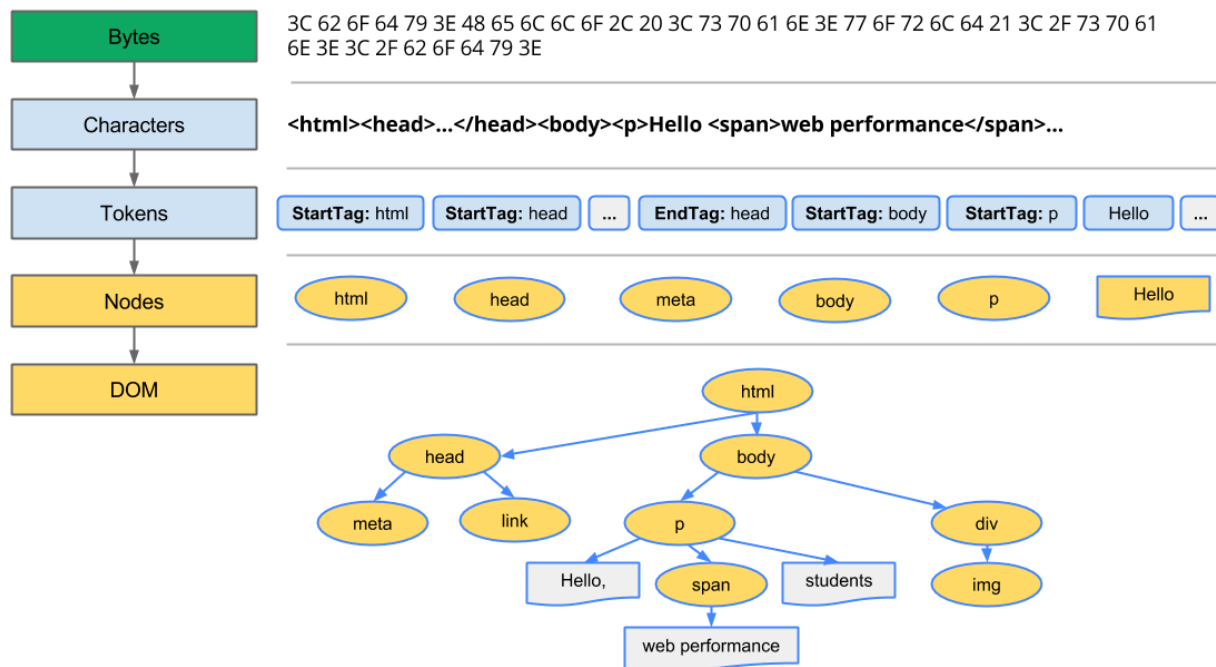 Bytes
3C 62 6F 64 79 3E 48 65 6C 6C 6F 2C 20 3C 73 70 61 6E 3E 77 6F 72 6C 64 21 3C 2F 73 70 61
6E 3E 3C 2F 62 6F 64 79 3E
Characters
<html><head>...</head><body><p>Hello <span>web performance</span>...
Tokens
StartTag: html
StartTag: head
...
EndTag: head
StartTag: body
StartTag: p
Hello
...
Nodes
html
head
meta
body
p
Hello
DOM
html
head
body
meta
link
p
div
Hello,
span
students
img
web performance